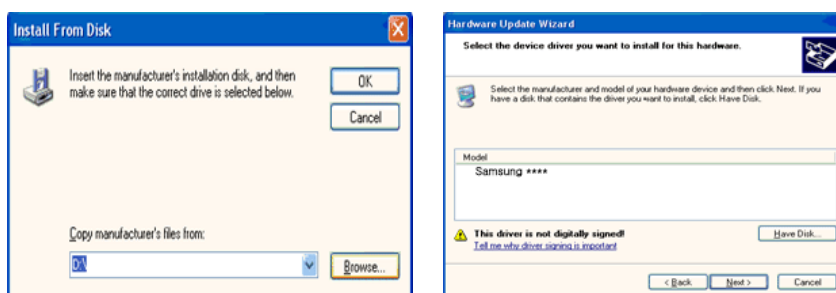 Install From Disk
Insert the manufacturer's installation disk, and then
make sure that the correct drive is selected below.
OK
Cancel
Copy manufacturer's files from:
D:\
Browse...
Hardware Update Wizard
Select the device driver you want to install for this hardware.
Select the manufacturer and model of your hardware device and then click Next. If you
have a disk that contains the driver you want to install, click Have Disk.
Model
Samsung ****
This driver is not digitally signed!
Tell me why driver signing is important
Have Disk...
< Back
Next >
Cancel